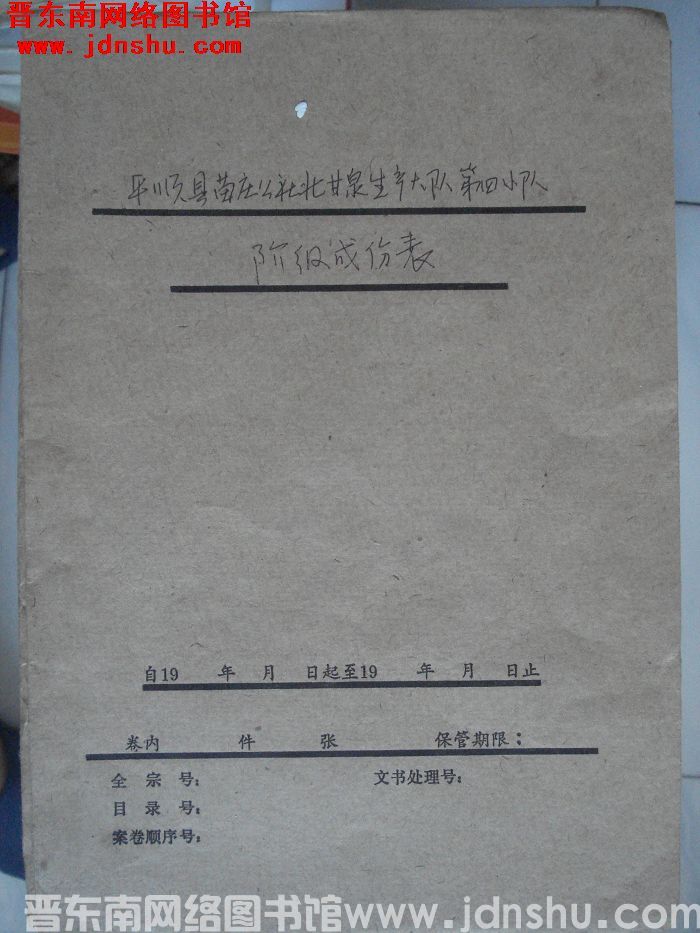 晋东南网络图书馆
www.jdnshu.com
平顺县苗庄公社北甘泉生产大队第四小队
阶级成份表
自19 年 月 日起至19 年 月 日止
卷内 件 张 保管期限：
全宗号： 文书处理号：
目录号：
案卷顺序号：
晋东南网络图书馆www.jdnshu.com